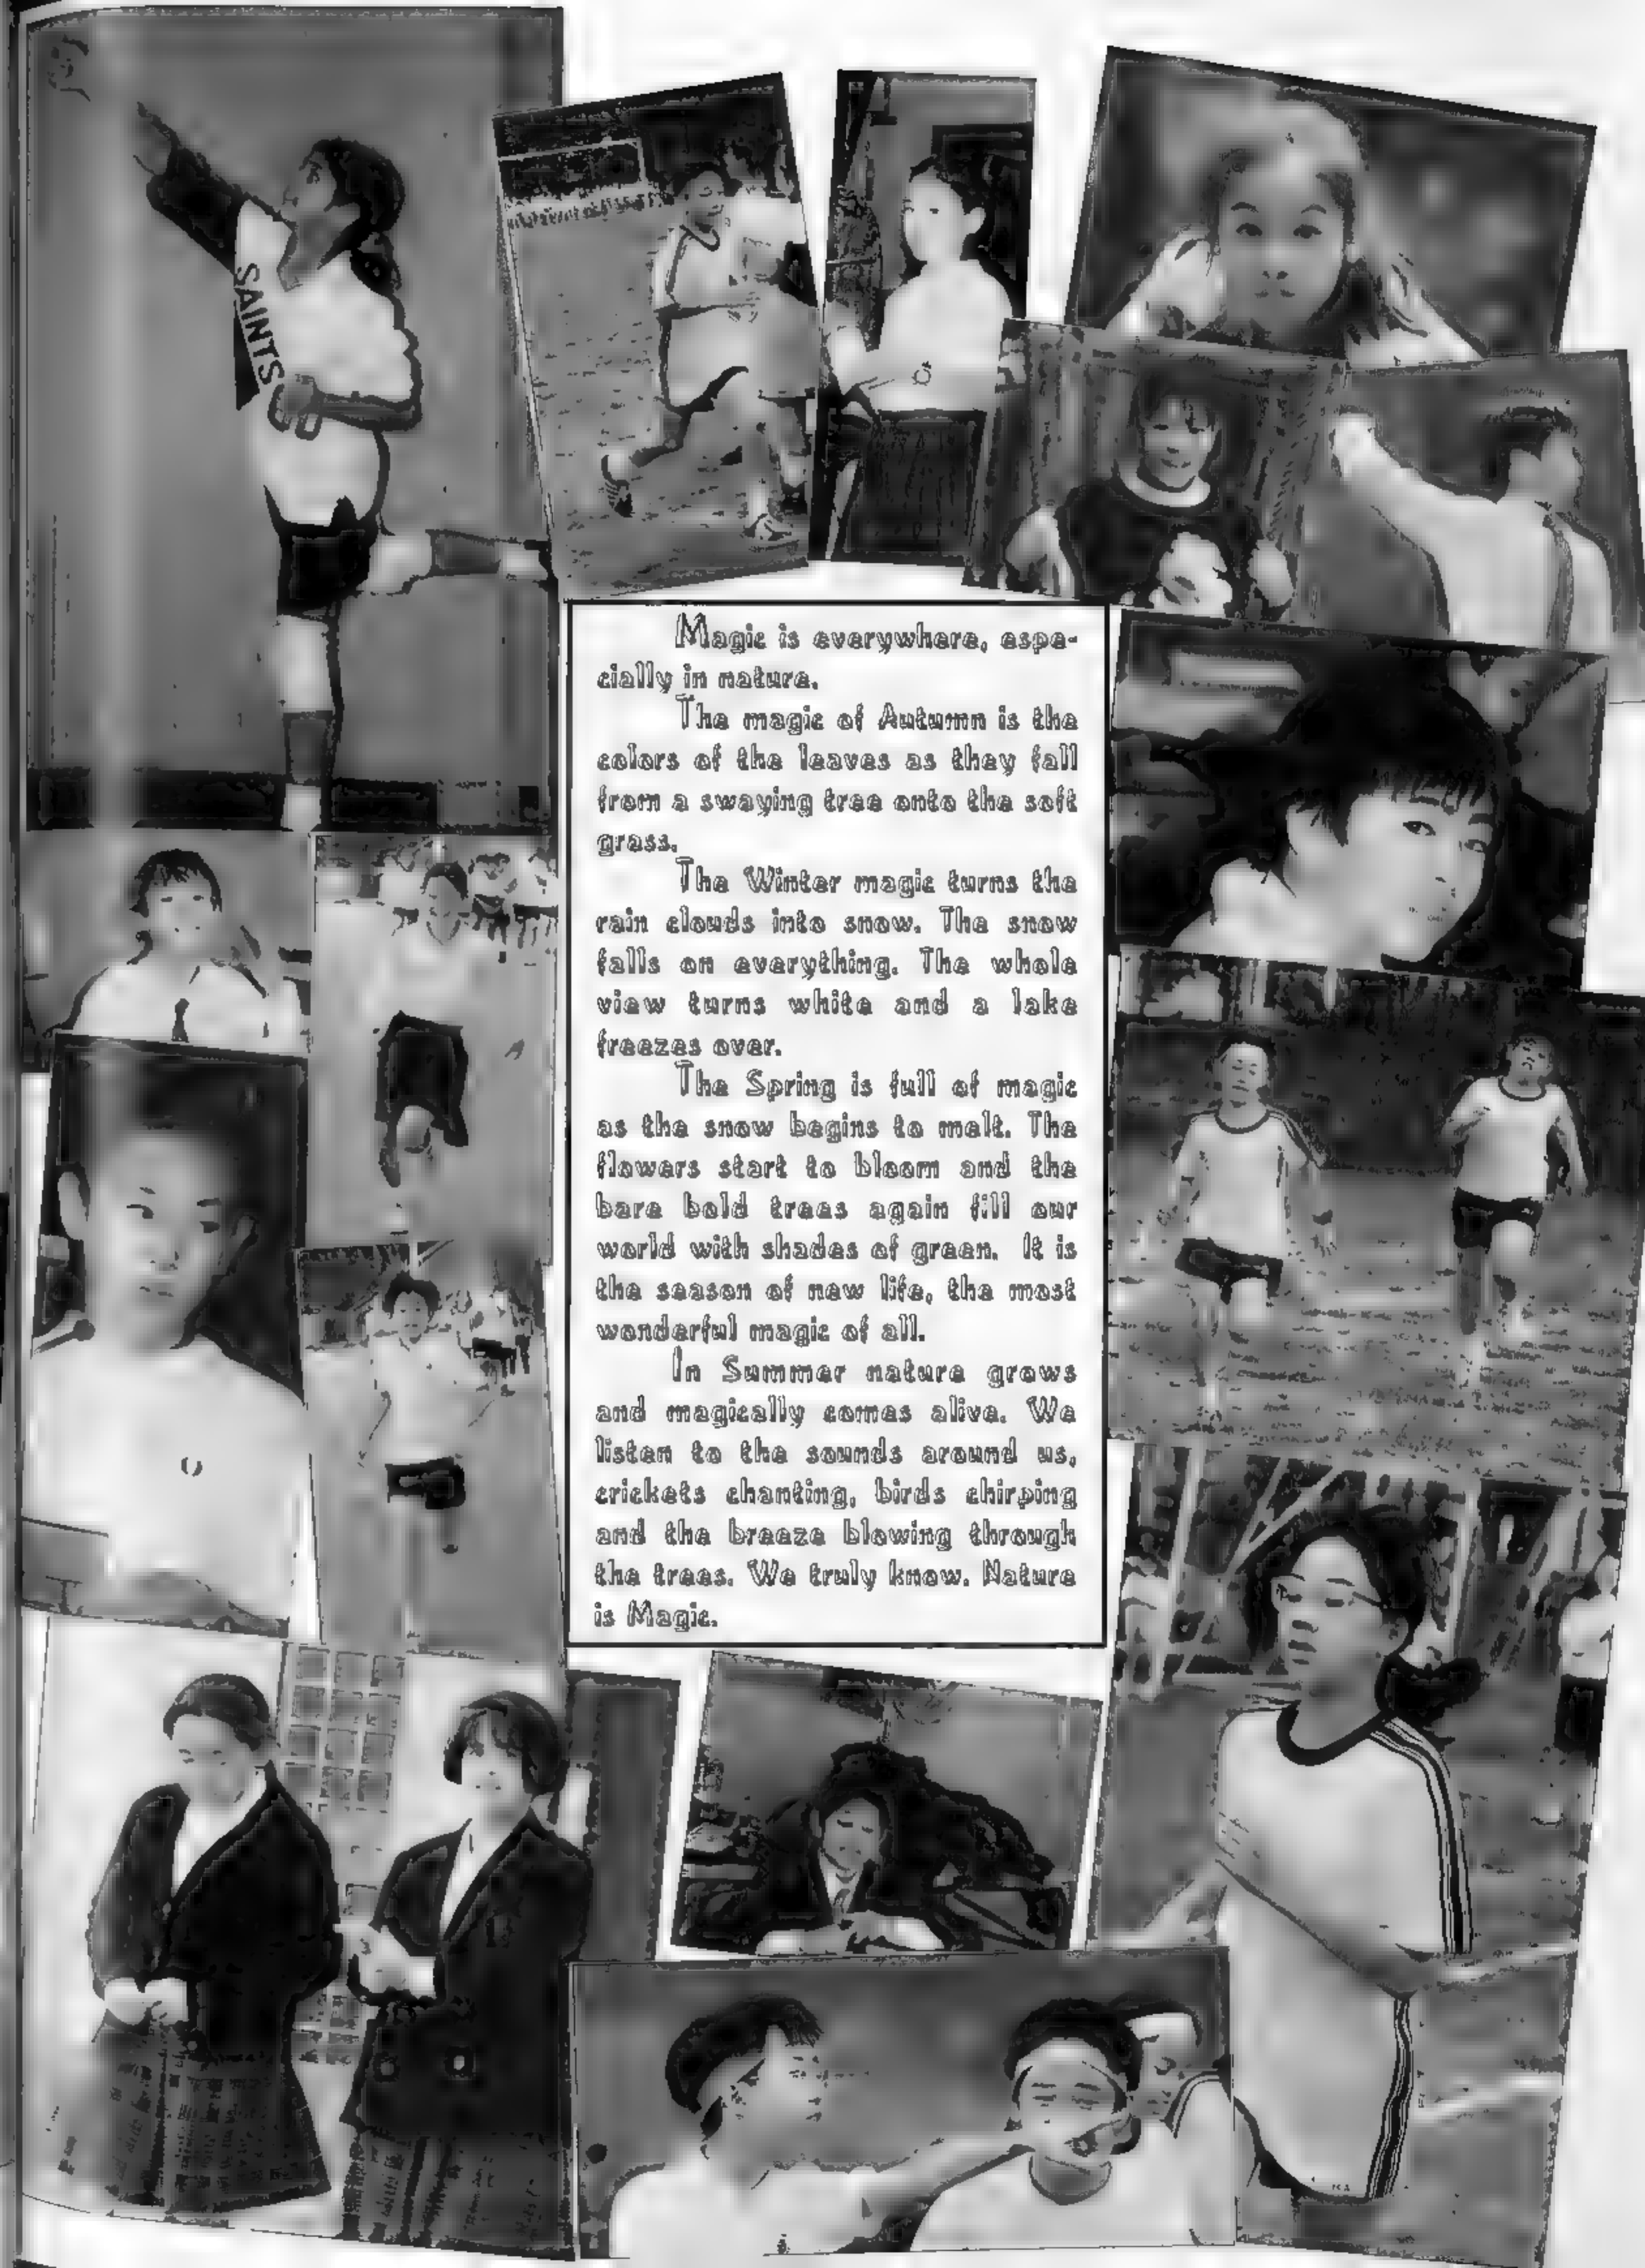 SAINTS
Magic is everywhere, espe-
cially in nature.
The magic of Autumn is the
colors of the leaves as they fall
from a swaying tree onto the soft
grass.
The Winter magic turns the
rain clouds into snow. The snow
falls on everything. The whole
view turns white and a lake
freezes over.
The Spring is full of magic
as the snow begins to melt. The
flowers start to bloom and the
bare bold trees again fill our
world with shades of green. It is
the season of new life, the most
wonderful magic of all.
In Summer nature grows
and magically comes alive. We
listen to the sounds around us,
crickets chanting, birds chirping
and the breeze blowing through
the trees. We truly know. Nature
is Magic.